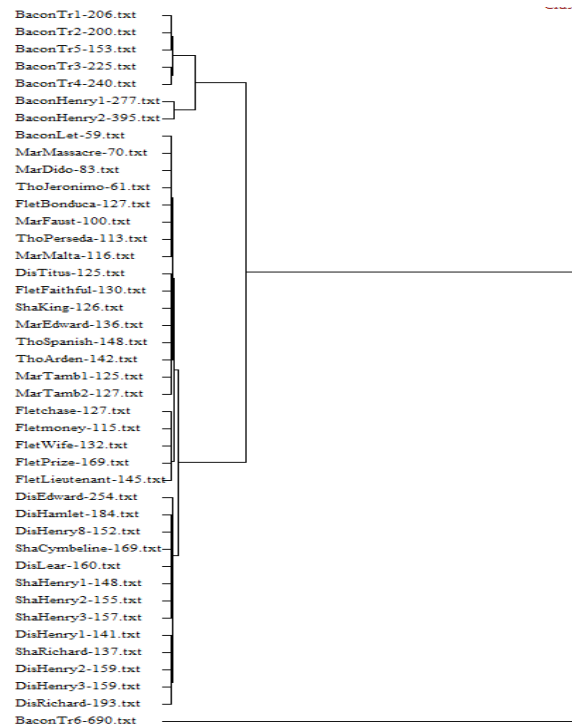 BaconTr1-206.txt
BaconTr2-200.txt
BaconTr5-153.txt
BaconTr3-225.txt
BaconTr4-240.txt
BaconHenry1-277.txt
BaconHenry2-395.txt
BaconLet-59.txt
MarMassacre-70.txt
MarDido-83.txt
ThoJeronimo-61.txt
FletBonduca-127.txt
MarFaust-100.txt
ThoPerseda-113.txt
MarMalta-116.txt
DisTitus-125.txt
FletFaithful-130.txt
ShaKing-126.txt
MarEdward-136.txt
ThoSpanish-148.txt
ThoArden-142.txt
MarTamb1-125.txt
MarTamb2-127.txt
Fletchase-127.txt
Fletmoney-115.txt
FletWife-132.txt
FletPrize-169.txt
FletLieutenant-145.txt
DisEdward-254.txt
DisHamlet-184.txt
DisHenry8-152.txt
ShaCymbeline-169.txt
DisLear-160.txt
ShaHenry1-148.txt
ShaHenry2-155.txt
ShaHenry3-157.txt
DisHenry1-141.txt
ShaRichard-137.txt
DisHenry2-159.txt
DisHenry3-159.txt
DisRichard-193.txt
BaconTr6-690.txt